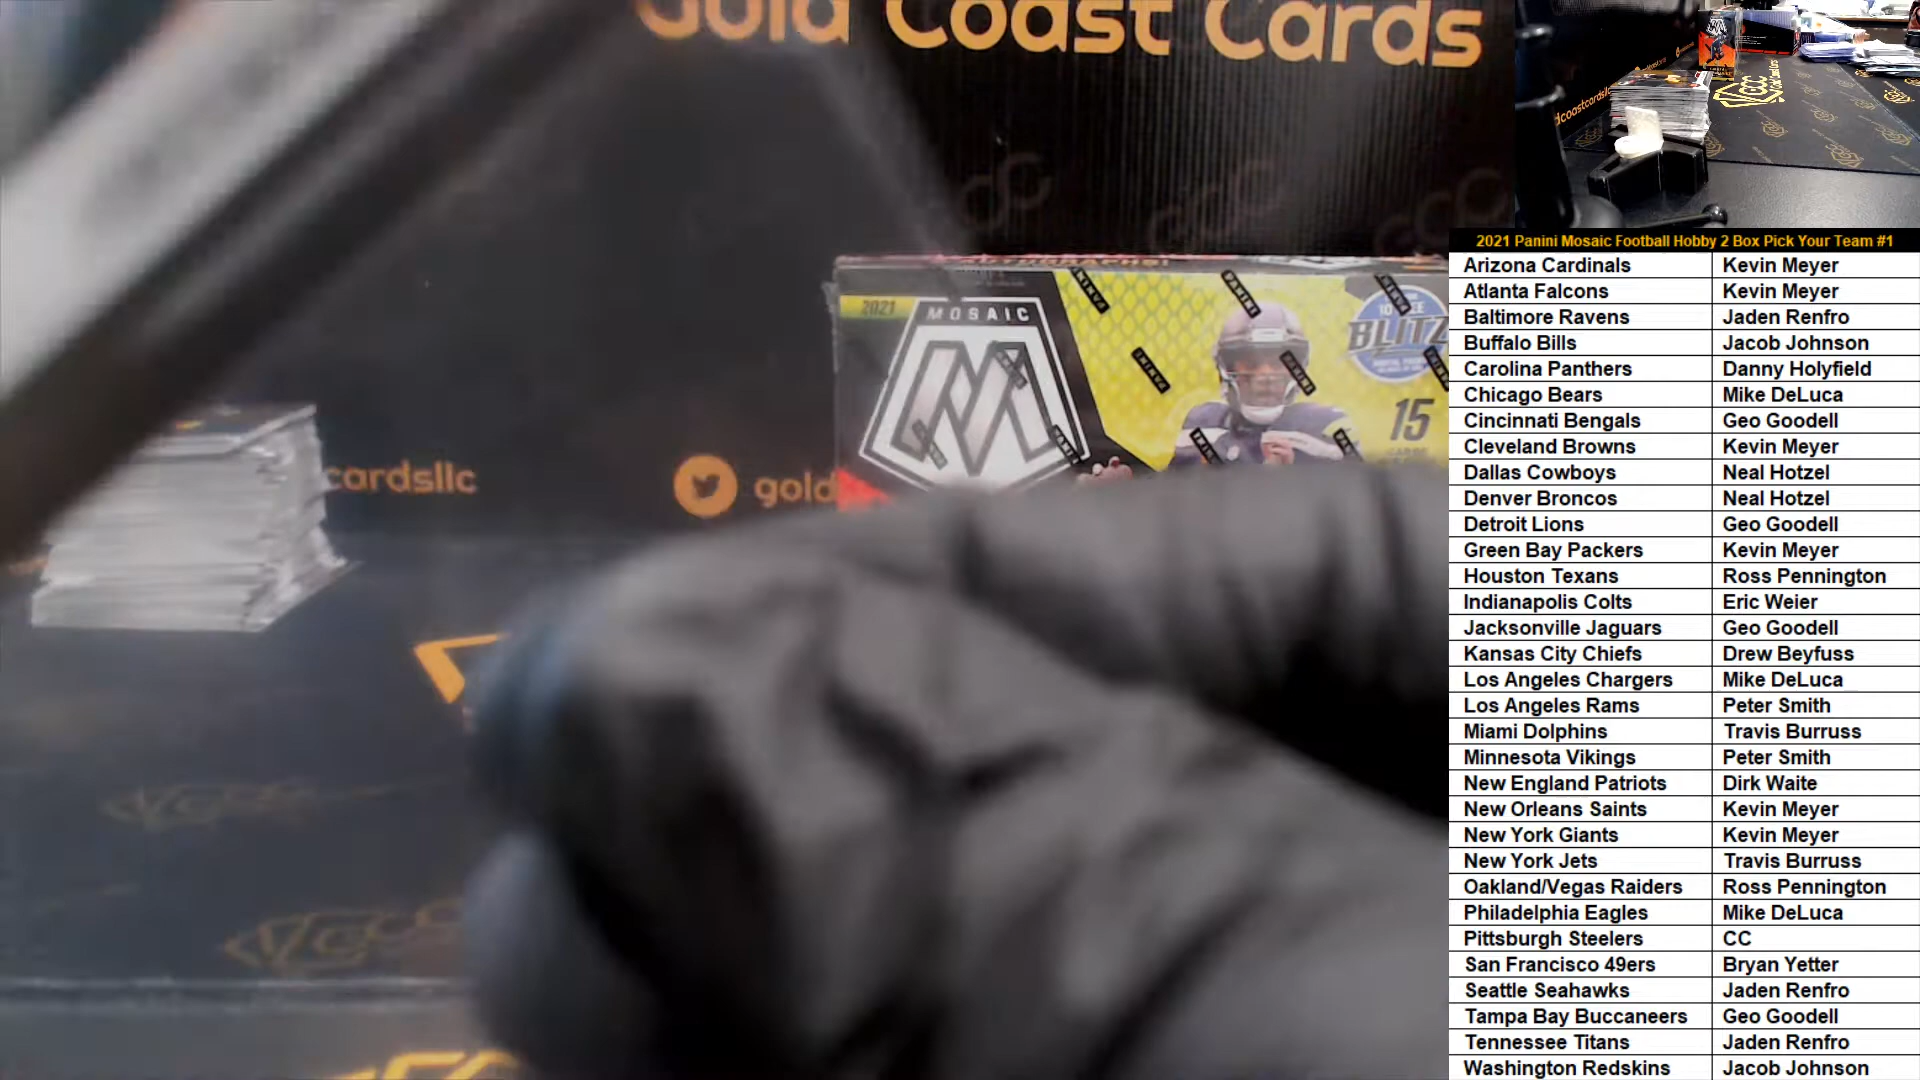 Gold Coast Cards
2021
MOSAIC
BLITZ
15
cardsllc
gold
dcoastcardsllc
GCC
2021 Panini Mosaic Football Hobby 2 Box Pick Your Team #1
Arizona Cardinals Kevin Meyer
Atlanta Falcons Kevin Meyer
Baltimore Ravens Jaden Renfro
Buffalo Bills Jacob Johnson
Carolina Panthers Danny Holyfield
Chicago Bears Mike DeLuca
Cincinnati Bengals Geo Goodell
Cleveland Browns Kevin Meyer
Dallas Cowboys Neal Hotzel
Denver Broncos Neal Hotzel
Detroit Lions Geo Goodell
Green Bay Packers Kevin Meyer
Houston Texans Ross Pennington
Indianapolis Colts Eric Weier
Jacksonville Jaguars Geo Goodell
Kansas City Chiefs Drew Beyfuss
Los Angeles Chargers Mike DeLuca
Los Angeles Rams Peter Smith
Miami Dolphins Travis Burruss
Minnesota Vikings Peter Smith
New England Patriots Dirk Waite
New Orleans Saints Kevin Meyer
New York Giants Kevin Meyer
New York Jets Travis Burruss
Oakland/Vegas Raiders Ross Pennington
Philadelphia Eagles Mike DeLuca
Pittsburgh Steelers CC
San Francisco 49ers Bryan Yetter
Seattle Seahawks Jaden Renfro
Tampa Bay Buccaneers Geo Goodell
Tennessee Titans Jaden Renfro
Washington Redskins Jacob Johnson